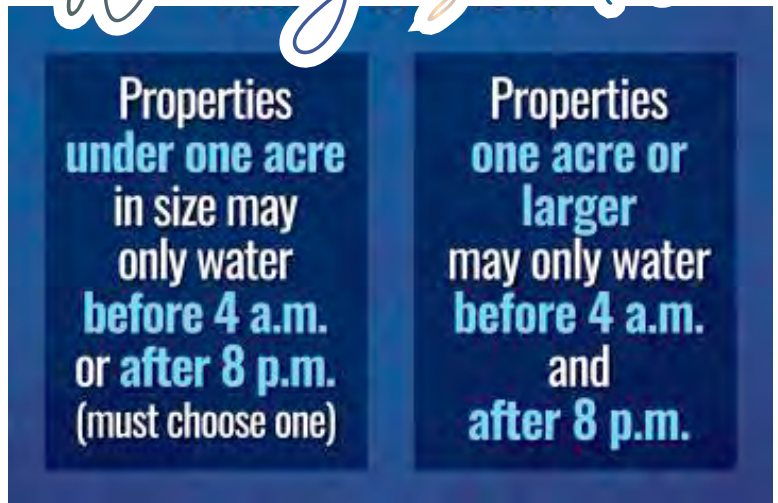 Properties
under one acre
in size may
only water
before 4 a.m.
or after 8 p.m.
(must choose one)
Properties
one acre or
larger
may only water
before 4 a.m.
and
after 8 p.m.